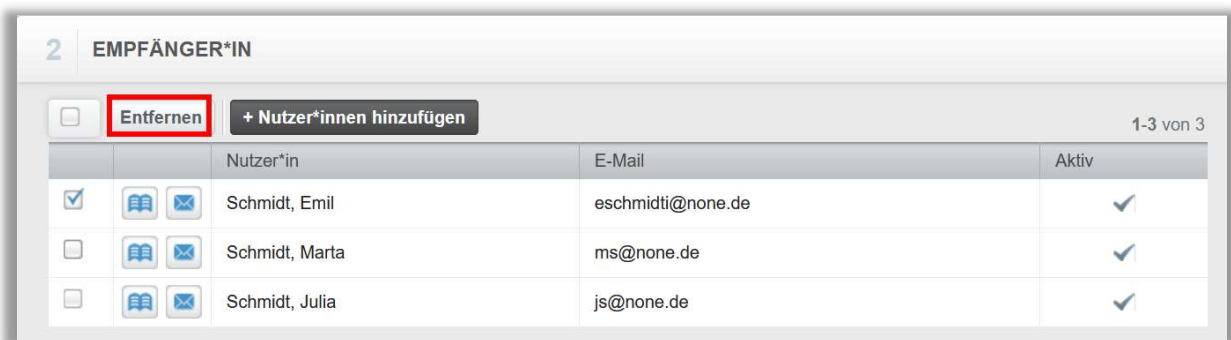 2 EMPFÄNGER*IN
Entfernen + Nutzer*innen hinzufügen 1-3 von 3
Nutzer*in E-Mail Aktiv
Schmidt, Emil eschmidti@none.de
Schmidt, Marta ms@none.de
Schmidt, Julia js@none.de